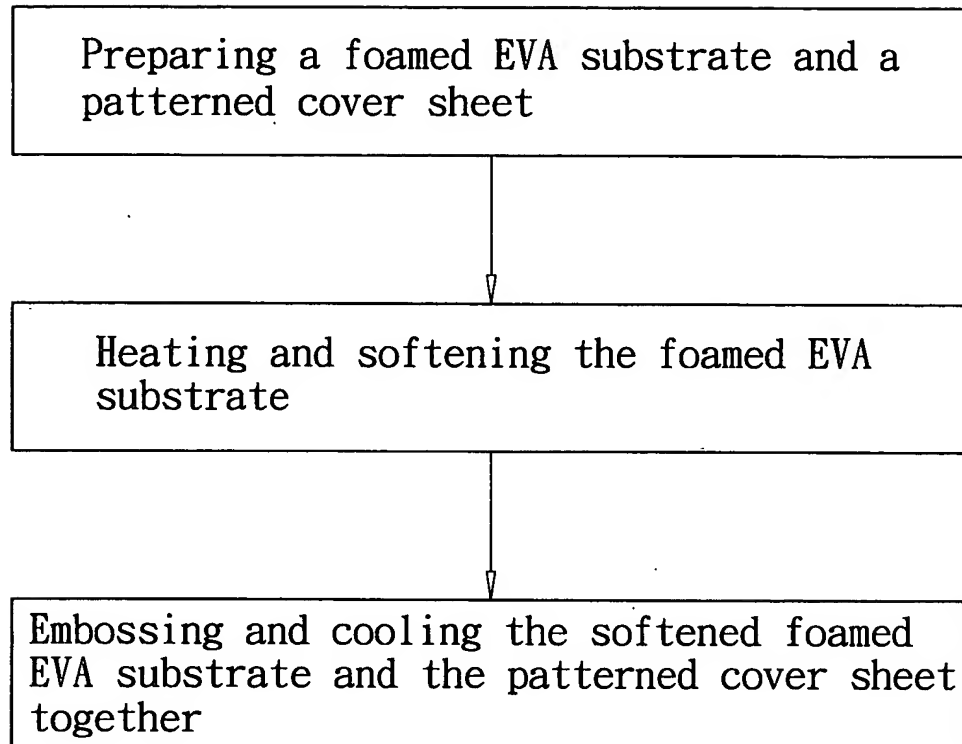 Preparing a foamed EVA substrate and a
patterned cover sheet
Heating and softening the foamed EVA
substrate
Embossing and cooling the softened foamed
EVA substrate and the patterned cover sheet
together